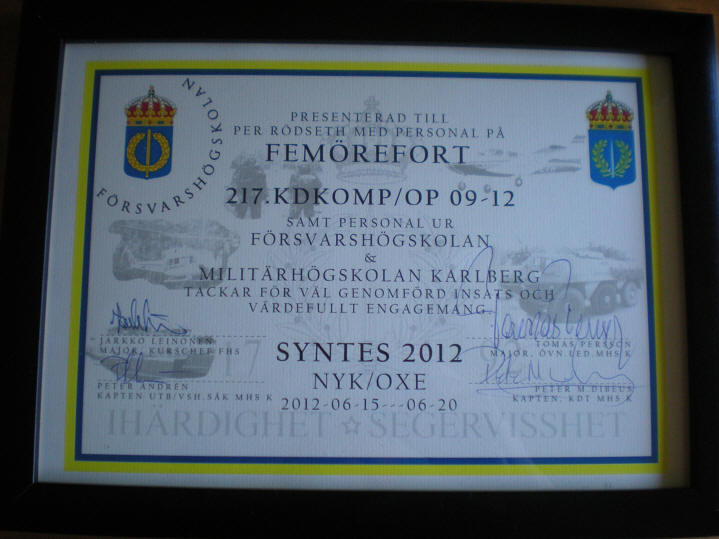 FÖRSVARSHÖGSKOLAN
PRESENTERAD TILL
PER RÖDSETH MED PERSONAL PÅ
FEMÖREFORT
217.KDKOMP/OP 09-12
SAMT PERSONAL UR
FÖRSVARSHÖGSKOLAN
&
MILITÄRHÖGSKOLAN KARLBERG
TACKAR FÖR VÄL GENOMFÖRD INSATS OCH
VÄRDEFULLT ENGAGEMANG
JARKKO LEINONEN
MAJOR, KURSCHEF FHS
TOMAS PERSSON
MAJOR, ÖVN LED MHS K
SYNTES 2012
NYK/OXE
PETER ANDRÉN
KAPTEN UTB/VSH.SÄK MHS K
PETER M DIBEUS
KAPTEN, KDT MHS K
2012-06-15---06-20
IHÄRDIGHET ☆ SEGERVISSHET